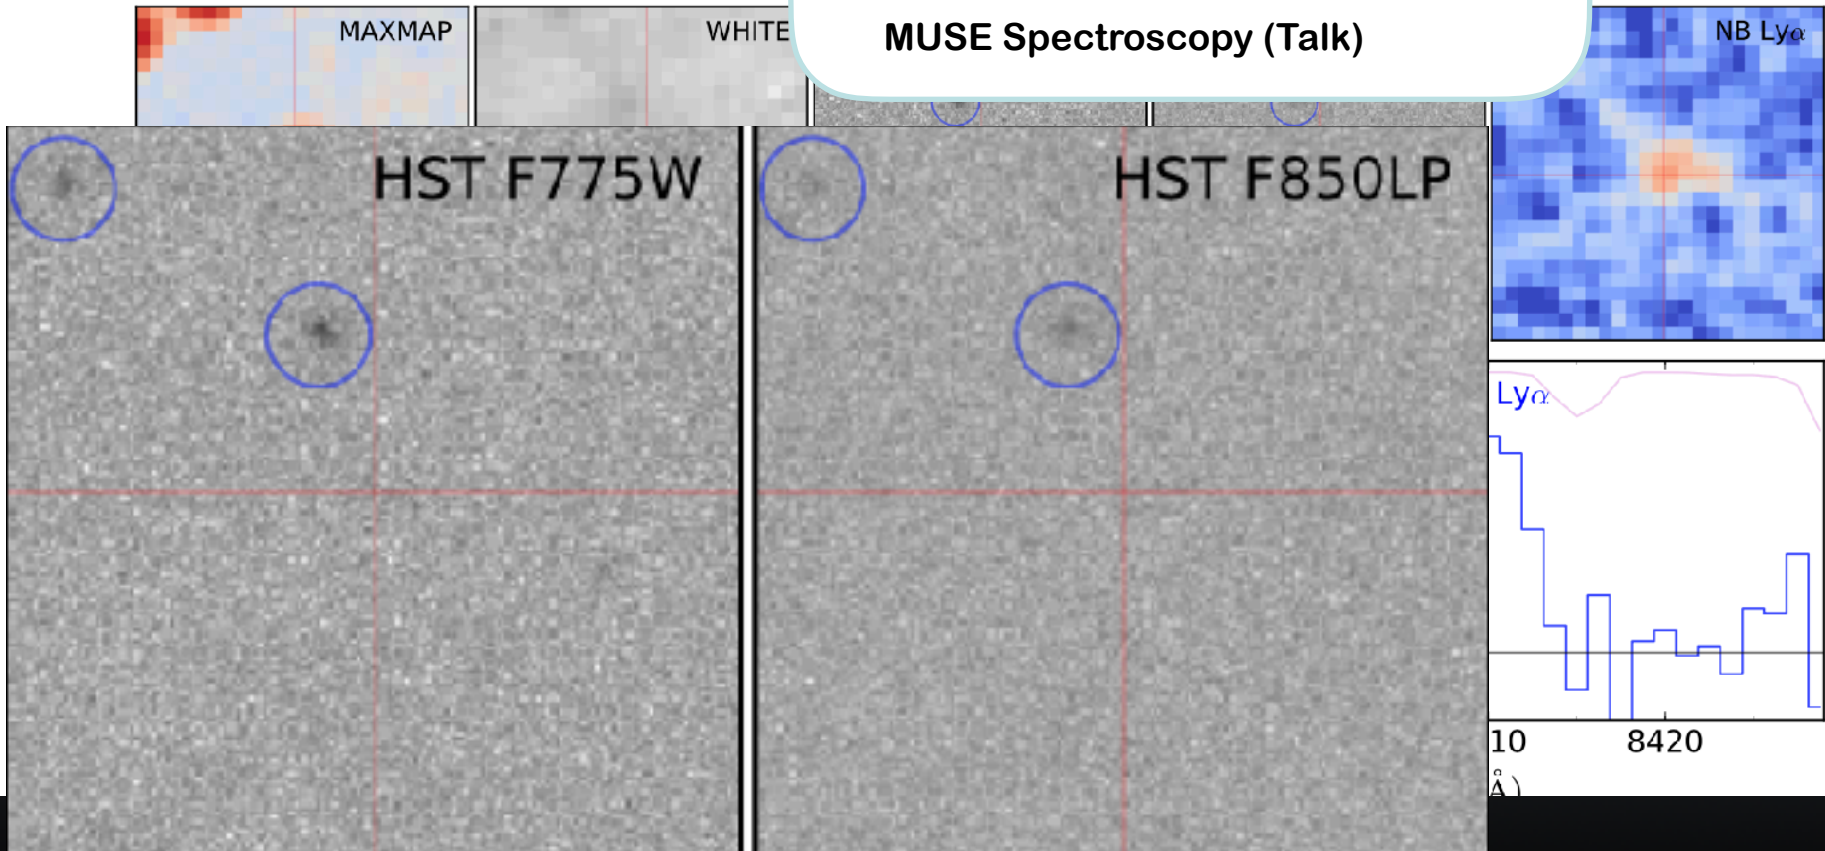 MAXMAP
WHITE
MUSE Spectroscopy (Talk)
NB Lyα
HST F775W
HST F850LP
Lyα
10
8420
Å)